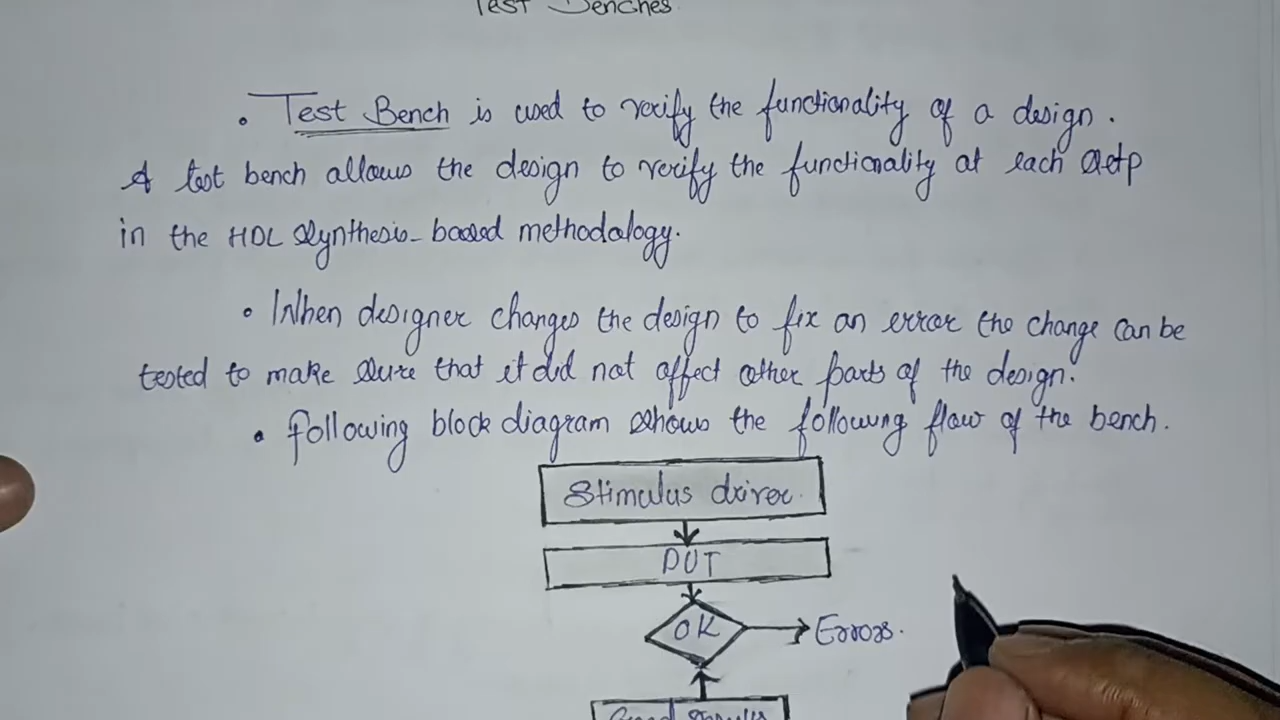 Test Benches
• Test Bench is used to verify the functionality of a design.
A test bench allows the design to verify the functionality at each
in the HDL Synthesis-based methodalogy.
• When designer changes the design to fix an error the change can be
tested to make sure that it did not affect other parts of the design.
• following block diagram shows the following flow of the bench.
Stimulus driver
DUT
OK
Errors.